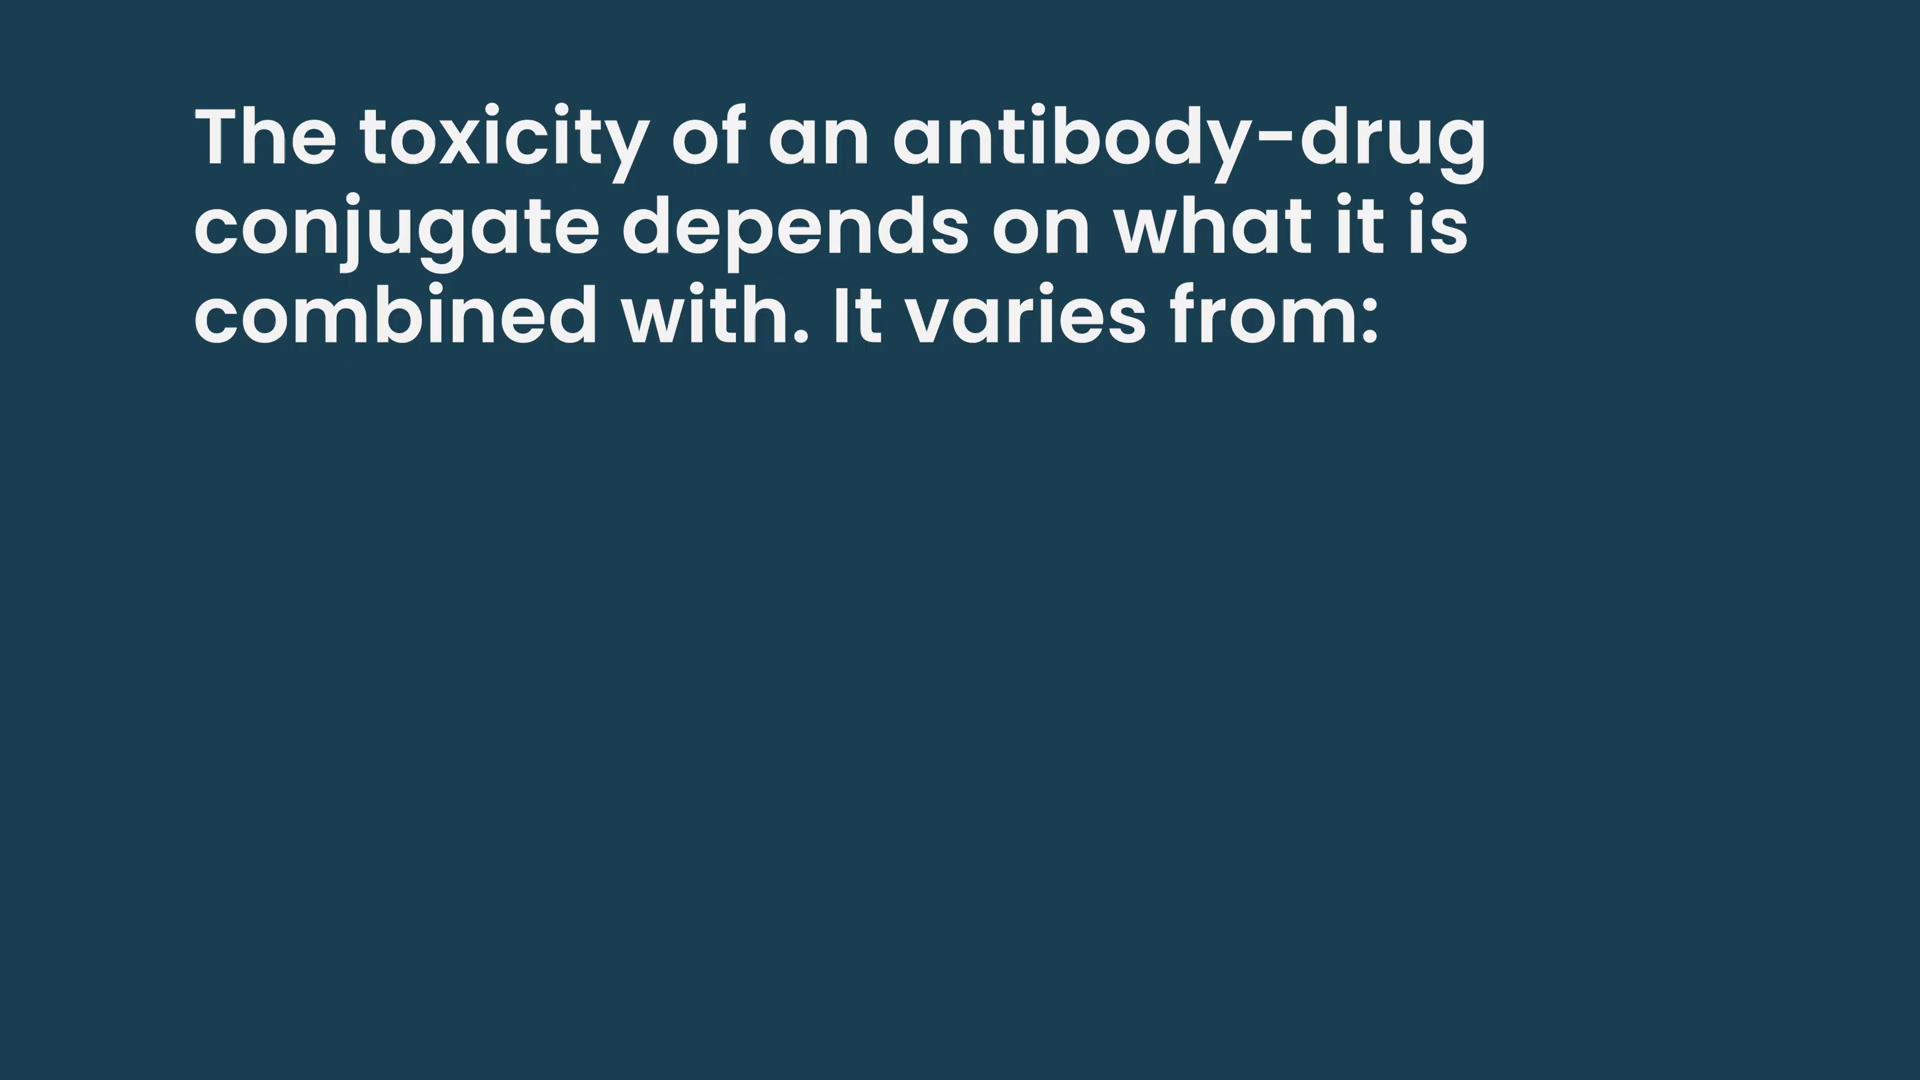 The toxicity of an antibody-drug
conjugate depends on what it is
combined with. It varies from: